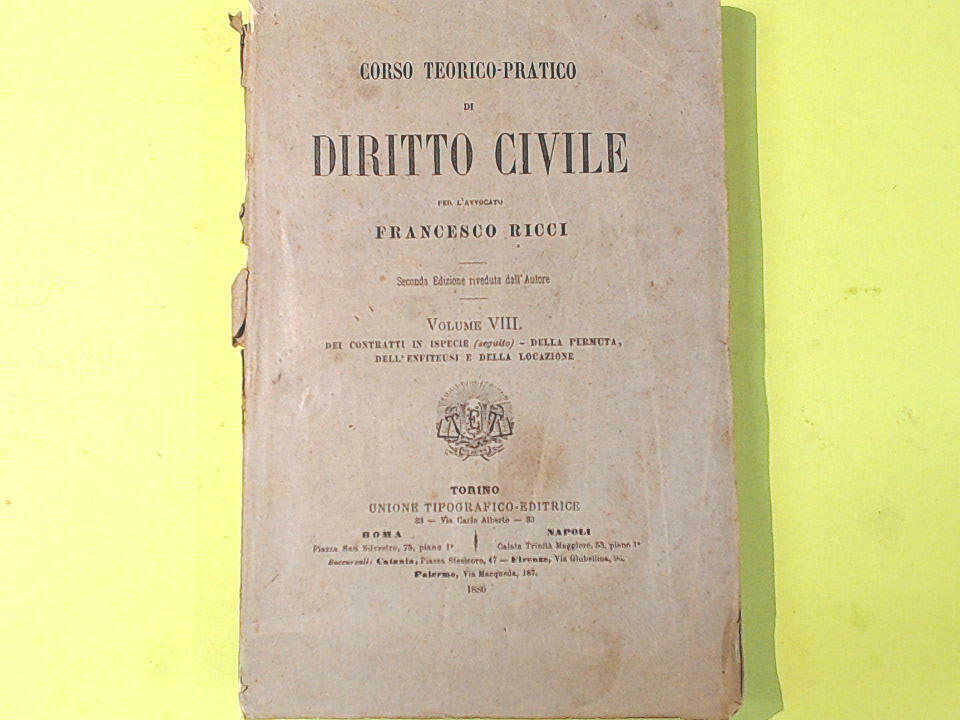 CORSO TEORICO-PRATICO
DI
DIRITTO CIVILE
PER L'AVVOCATO
FRANCESCO RICCI
Seconda Edizione riveduta dall'Autore
VOLUME VIII.
DEI CONTRATTI IN ISPECIE (seguito) - DELLA PERMUTA,
DELL'ENFITEUSI E DELLA LOCAZIONE
TORINO
UNIONE TIPOGRAFICO-EDITRICE
33 — Via Carlo Alberto — 33
ROMA
Piazza San Silvestro, 75, piano 1°
NAPOLI
Calata Trinità Maggiore, 53, piano 1°
Succursali: Catania, Piazza Stesicoro, 47 — Firenze, Via Ghibellina, 96.
Palermo, Via Macqueda, 187.
1886